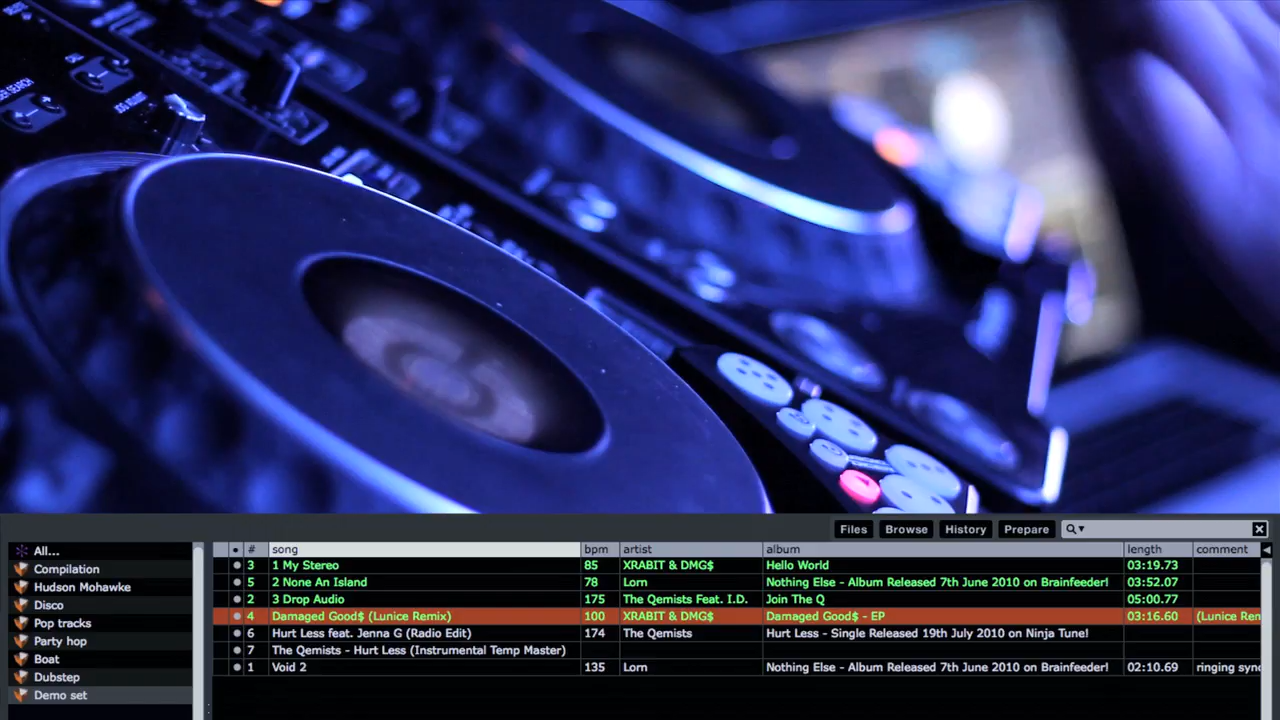 Files Browse History Prepare
All...
Compilation
Hudson Mohawke
Disco
Pop tracks
Party hop
Boat
Dubstep
Demo set
# song bpm artist album length comment
3 1 My Stereo 85 XRABIT & DMG$ Hello World 03:19.73
5 2 None An Island 78 Lorn Nothing Else - Album Released 7th June 2010 on Brainfeeder! 03:52.07
2 3 Drop Audio 175 The Qemists Feat. I.D. Join The Q 05:00.77
4 Damaged Good$ (Lunice Remix) 100 XRABIT & DMG$ Damaged Good$ - EP 03:16.60 (Lunice Ren
6 Hurt Less feat. Jenna G (Radio Edit) 174 The Qemists Hurt Less - Single Released 19th July 2010 on Ninja Tune!
7 The Qemists - Hurt Less (Instrumental Temp Master)
1 Void 2 135 Lorn Nothing Else - Album Released 7th June 2010 on Brainfeeder! 02:10.69 ringing sync